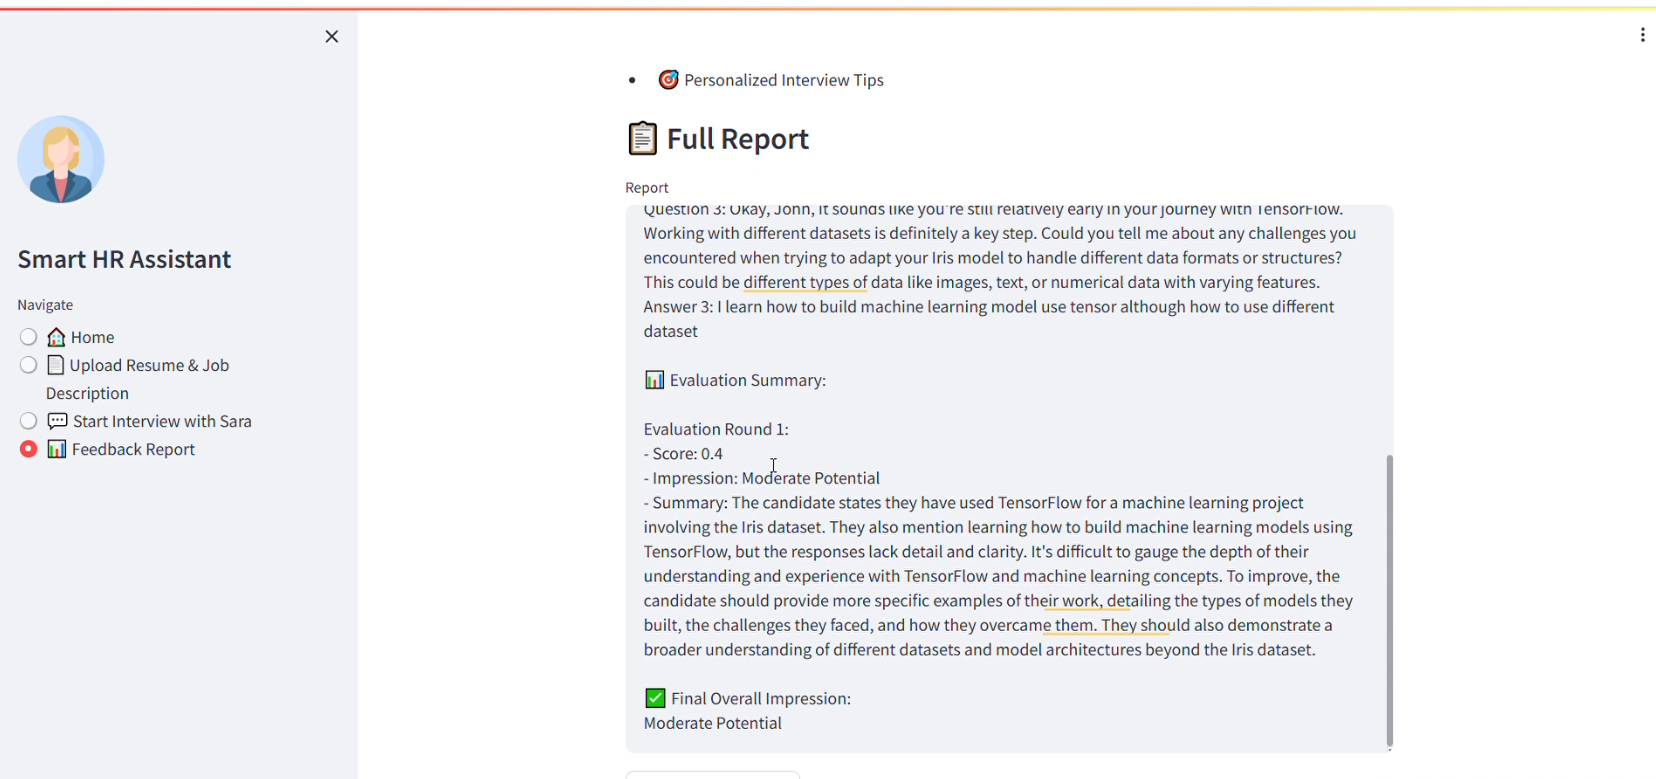 Smart HR Assistant
Navigate
Home
Upload Resume & Job
Description
Start Interview with Sara
Feedback Report
Personalized Interview Tips
Full Report
Report
Question 3: Okay, John, it sounds like you're still relatively early in your journey with TensorFlow.
Working with different datasets is definitely a key step. Could you tell me about any challenges you
encountered when trying to adapt your Iris model to handle different data formats or structures?
This could be different types of data like images, text, or numerical data with varying features.
Answer 3: I learn how to build machine learning model use tensor although how to use different
dataset
Evaluation Summary:
Evaluation Round 1:
- Score: 0.4
- Impression: Moderate Potential
- Summary: The candidate states they have used TensorFlow for a machine learning project
involving the Iris dataset. They also mention learning how to build machine learning models using
TensorFlow, but the responses lack detail and clarity. It's difficult to gauge the depth of their
understanding and experience with TensorFlow and machine learning concepts. To improve, the
candidate should provide more specific examples of their work, detailing the types of models they
built, the challenges they faced, and how they overcame them. They should also demonstrate a
broader understanding of different datasets and model architectures beyond the Iris dataset.
Final Overall Impression:
Moderate Potential